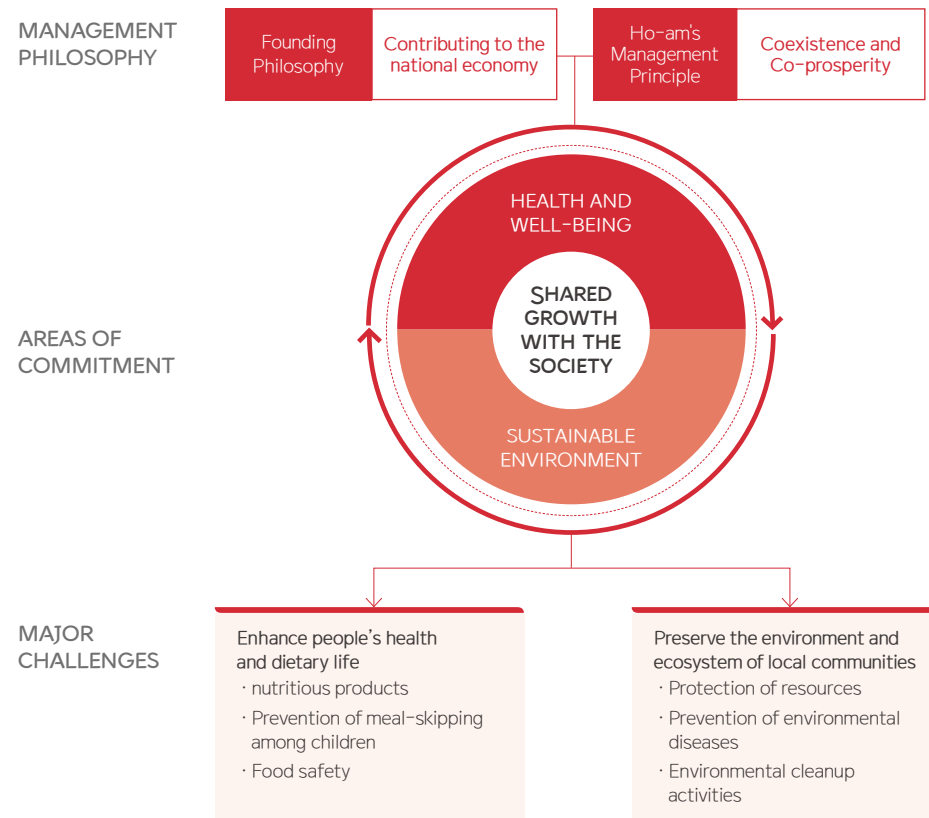 MANAGEMENT
PHILOSOPHY
Founding
Philosophy
Contributing to the
national economy
Ho-am's
Management
Principle
Coexistence and
Co-prosperity
AREAS OF
COMMITMENT
HEALTH AND
WELL-BEING
SHARED
GROWTH
WITH THE
SOCIETY
SUSTAINABLE
ENVIRONMENT
MAJOR
CHALLENGES
Enhance people's health
and dietary life
· nutritious products
· Prevention of meal-skipping
among children
· Food safety
Preserve the environment and
ecosystem of local communities
· Protection of resources
· Prevention of environmental
diseases
· Environmental cleanup
activities